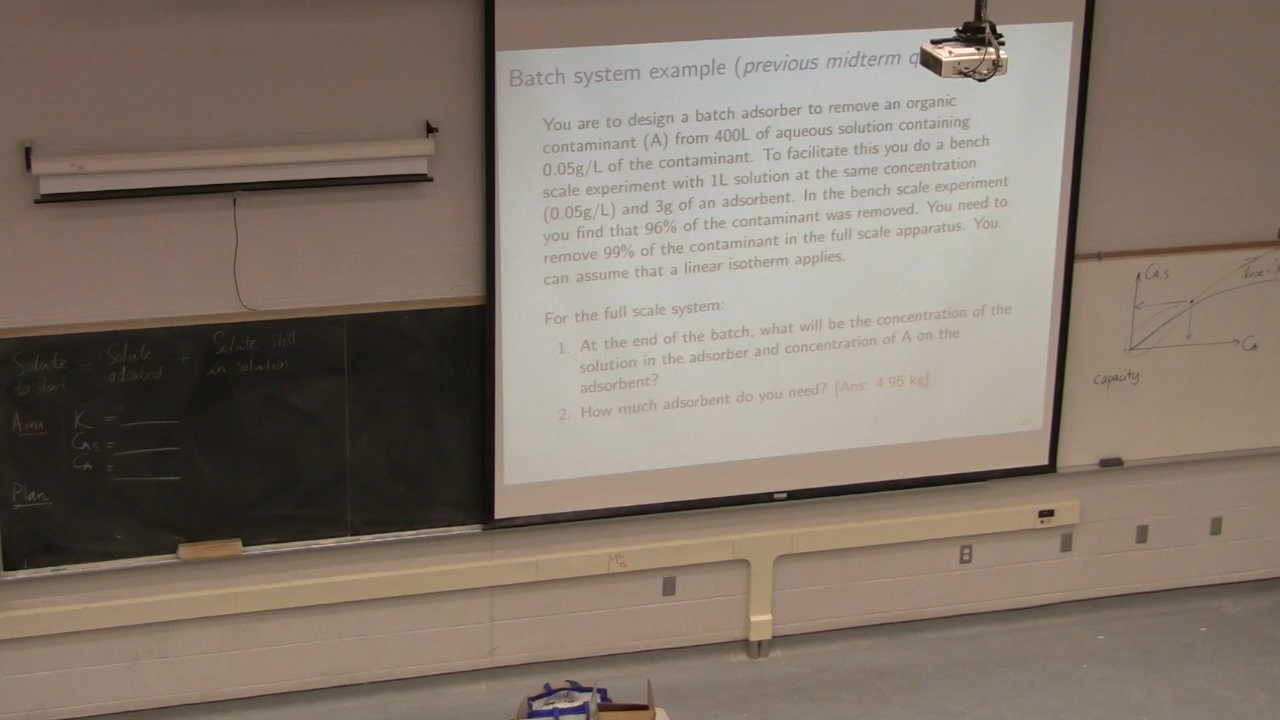 Batch system example (previous midterm q
You are to design a batch adsorber to remove an organic
contaminant (A) from 400L of aqueous solution containing
0.05g/L of the contaminant. To facilitate this you do a bench
scale experiment with 1L solution at the same concentration
(0.05g/L) and 3g of an adsorbent. In the bench scale experiment
you find that 96% of the contaminant was removed. You need to
remove 99% of the contaminant in the full scale apparatus. You
can assume that a linear isotherm applies.
For the full scale system:
1. At the end of the batch, what will be the concentration of the
solution in the adsorber and concentration of A on the
adsorbent?
2. How much adsorbent do you need? [Ans: 4.95 kg]
Solute to start = Solute adsorbed + Solute still in solution
Aim
K =
CAS =
CA =
Plan
CA,S
CA
capacity